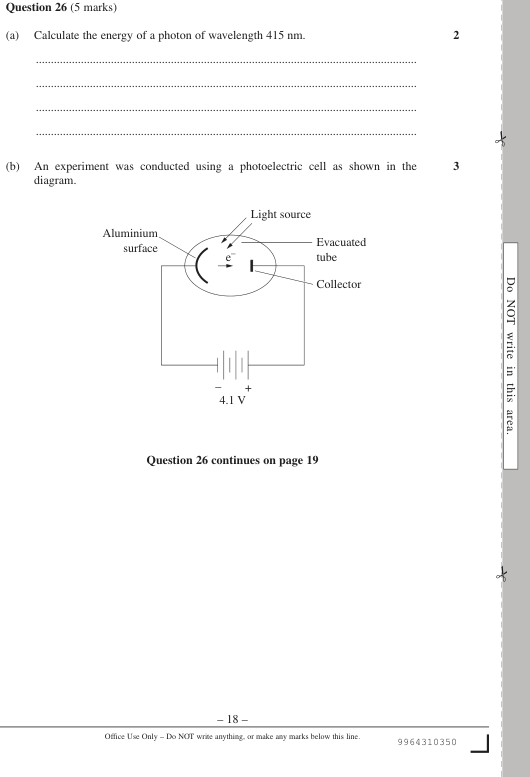 Question 26 (5 marks)
(a) Calculate the energy of a photon of wavelength 415 nm. 2
(b) An experiment was conducted using a photoelectric cell as shown in the 3
diagram.
Light source
Aluminium
surface
Evacuated
tube
e⁻
Collector
– +
4.1 V
Question 26 continues on page 19
Do NOT write in this area.
– 18 –
Office Use Only – Do NOT write anything, or make any marks below this line.
9964310350